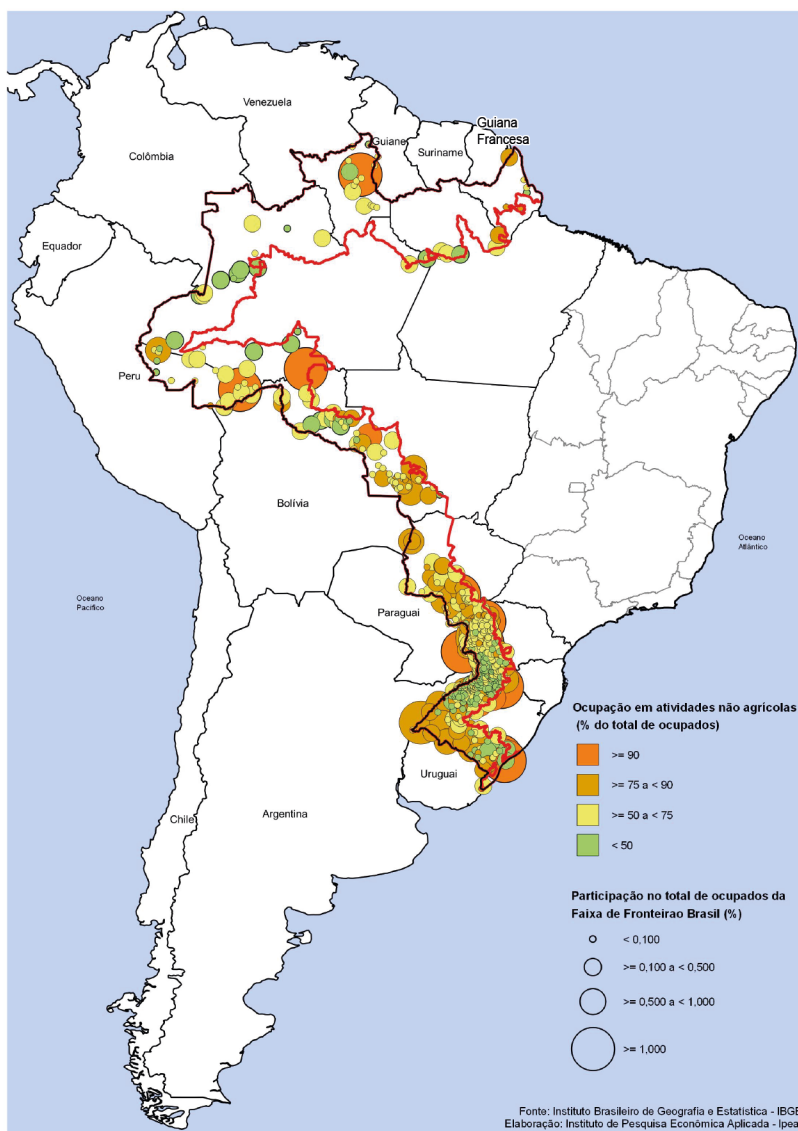 Venezuela
Guiana
Francesa
Guiane
Suriname
Colômbia
Equador
Peru
Bolívia
Oceano
Atlântico
Oceano
Pacífico
Paraguai
Ocupação em atividades não agrícolas
(% do total de ocupados)
>= 90
>= 75 a < 90
>= 50 a < 75
< 50
Uruguai
Chile
Argentina
Participação no total de ocupados da
Faixa de Fronteirao Brasil (%)
< 0,100
>= 0,100 a < 0,500
>= 0,500 a < 1,000
>= 1,000
Fonte: Instituto Brasileiro de Geografia e Estatística - IBGE
Elaboração: Instituto de Pesquisa Econômica Aplicada - Ipea